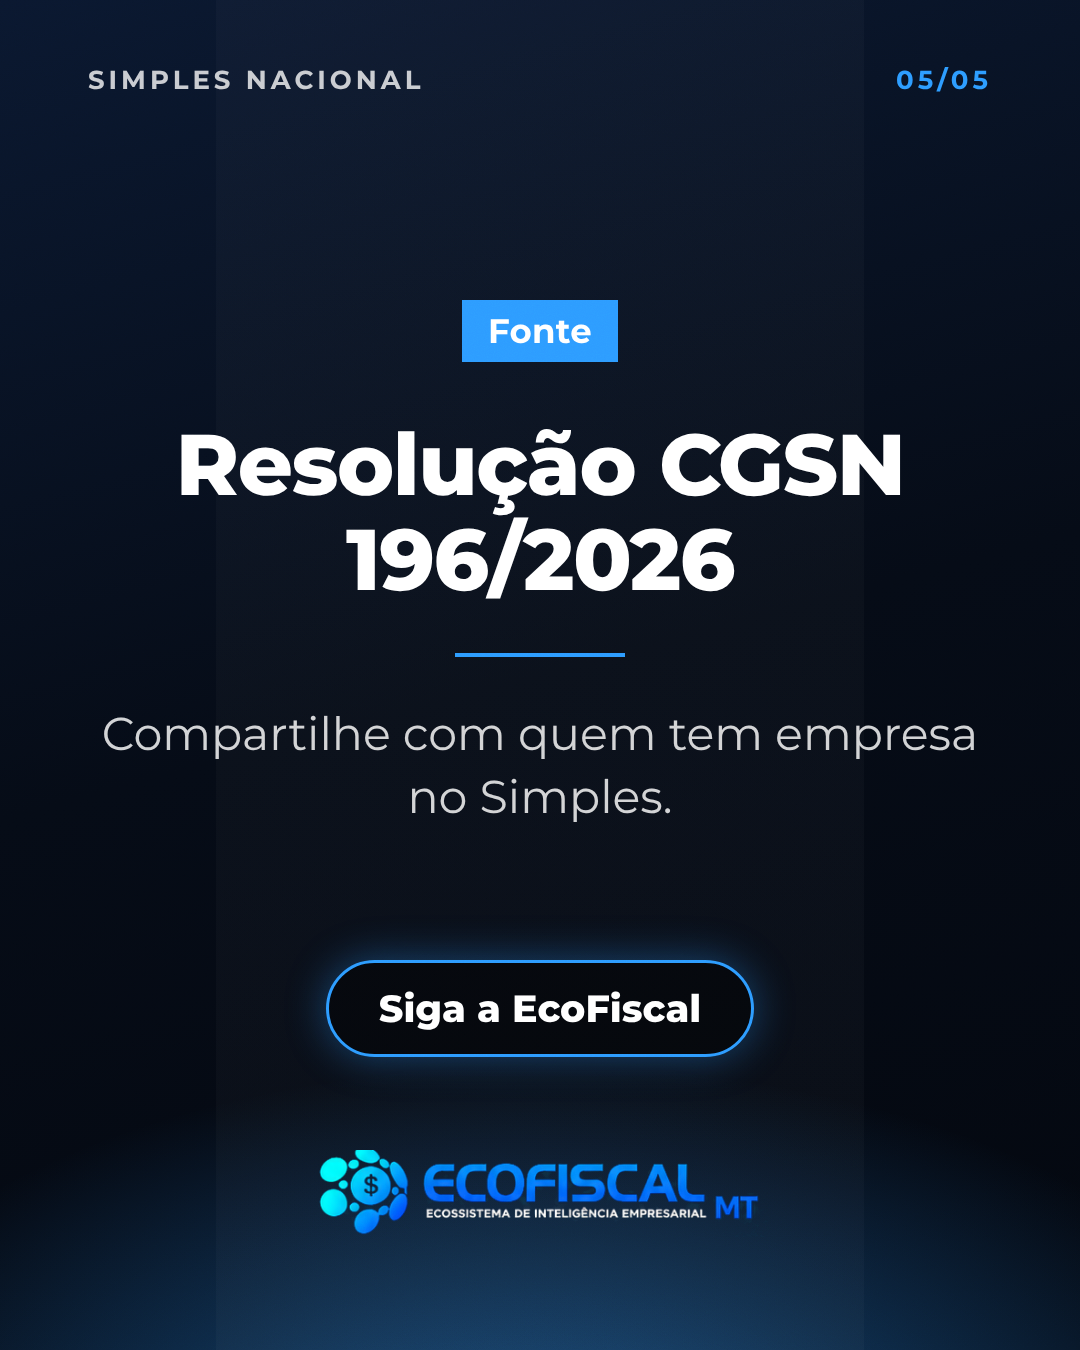 SIMPLES NACIONAL
05/05
Fonte
Resolução CGSN
196/2026
Compartilhe com quem tem empresa
no Simples.
Siga a EcoFiscal
$
ECOFISCAL MT
ECOSSISTEMA DE INTELIGÊNCIA EMPRESARIAL